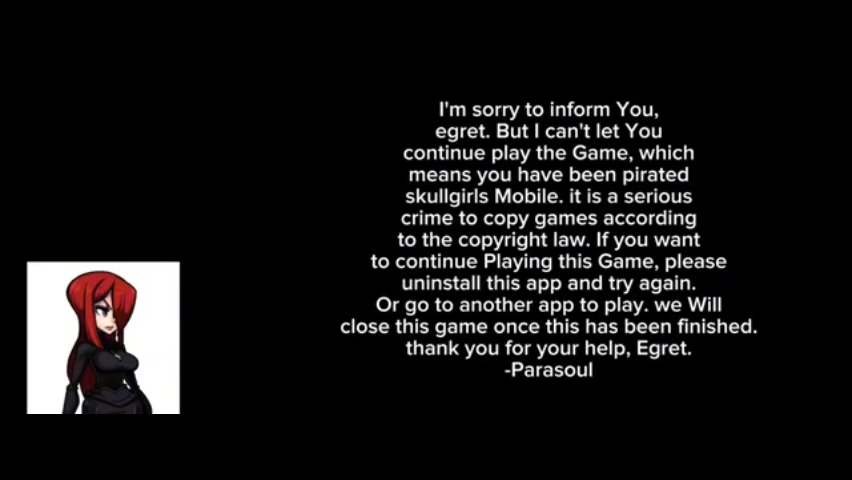 I'm sorry to inform You,
egret. But I can't let You
continue play the Game, which
means you have been pirated
skullgirls Mobile. it is a serious
crime to copy games according
to the copyright law. If you want
to continue Playing this Game, please
uninstall this app and try again.
Or go to another app to play. we Will
close this game once this has been finished.
thank you for your help, Egret.
-Parasoul